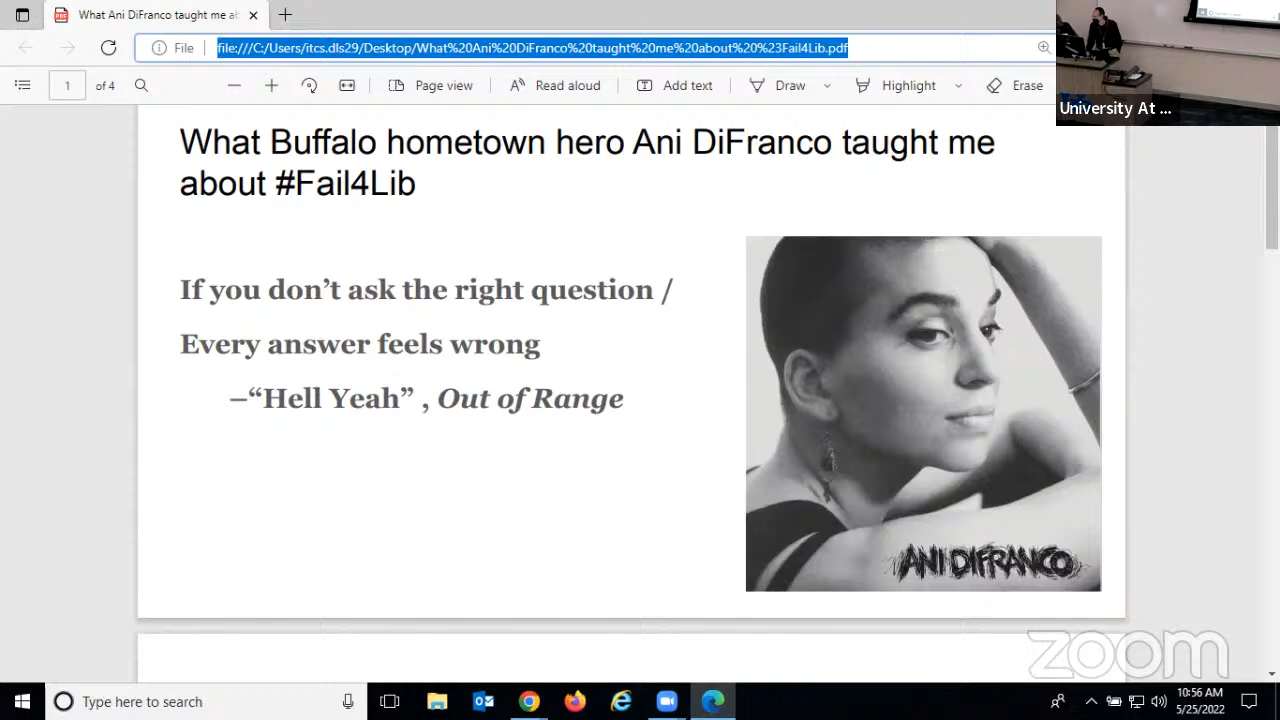 What Ani DiFranco taught me ab
File
file:///C:/Users/itcs.dls29/Desktop/What%20Ani%20DiFranco%20taught%20me%20about%20%23Fail4Lib.pdf
1 of 4
Page view
Read aloud
Add text
Draw
Highlight
Erase
University At ...
What Buffalo hometown hero Ani DiFranco taught me
about #Fail4Lib
If you don’t ask the right question /
Every answer feels wrong
–“Hell Yeah” , Out of Range
ANI DIFRANCO
zoom
Type here to search
10:56 AM
5/25/2022